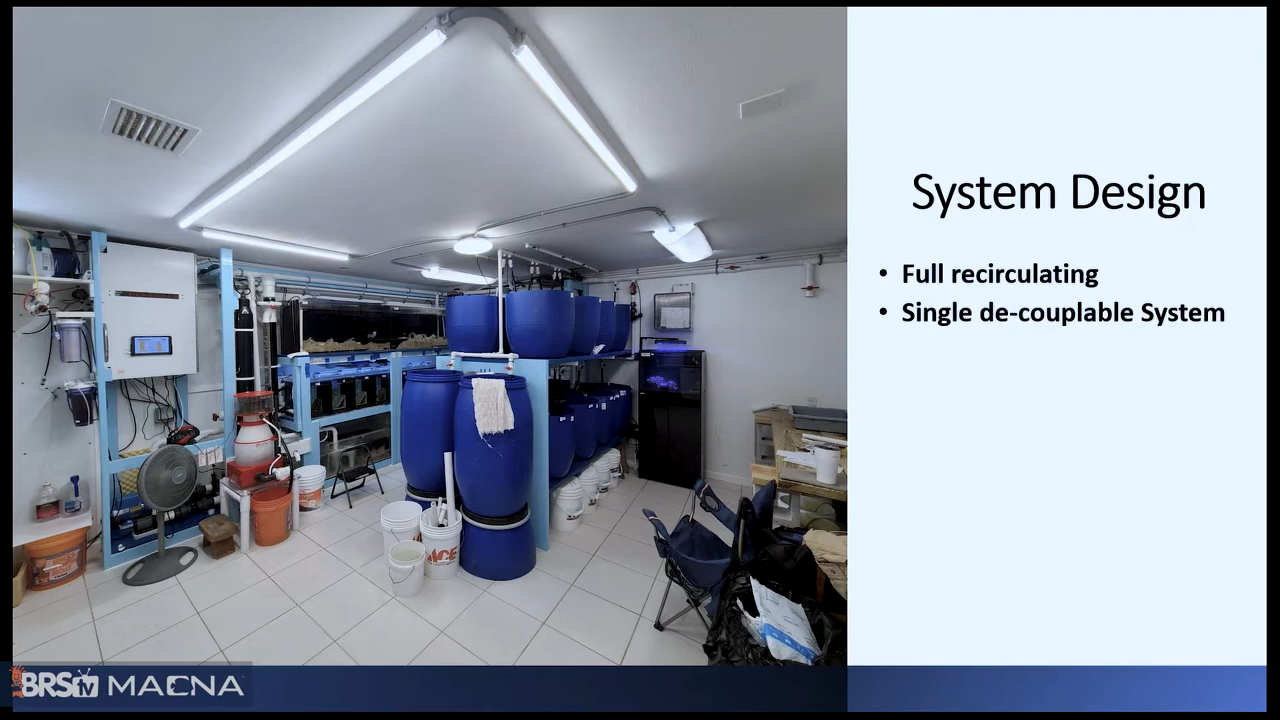 System Design
• Full recirculating
• Single de-couplable System
ACE
BRStv MACNA